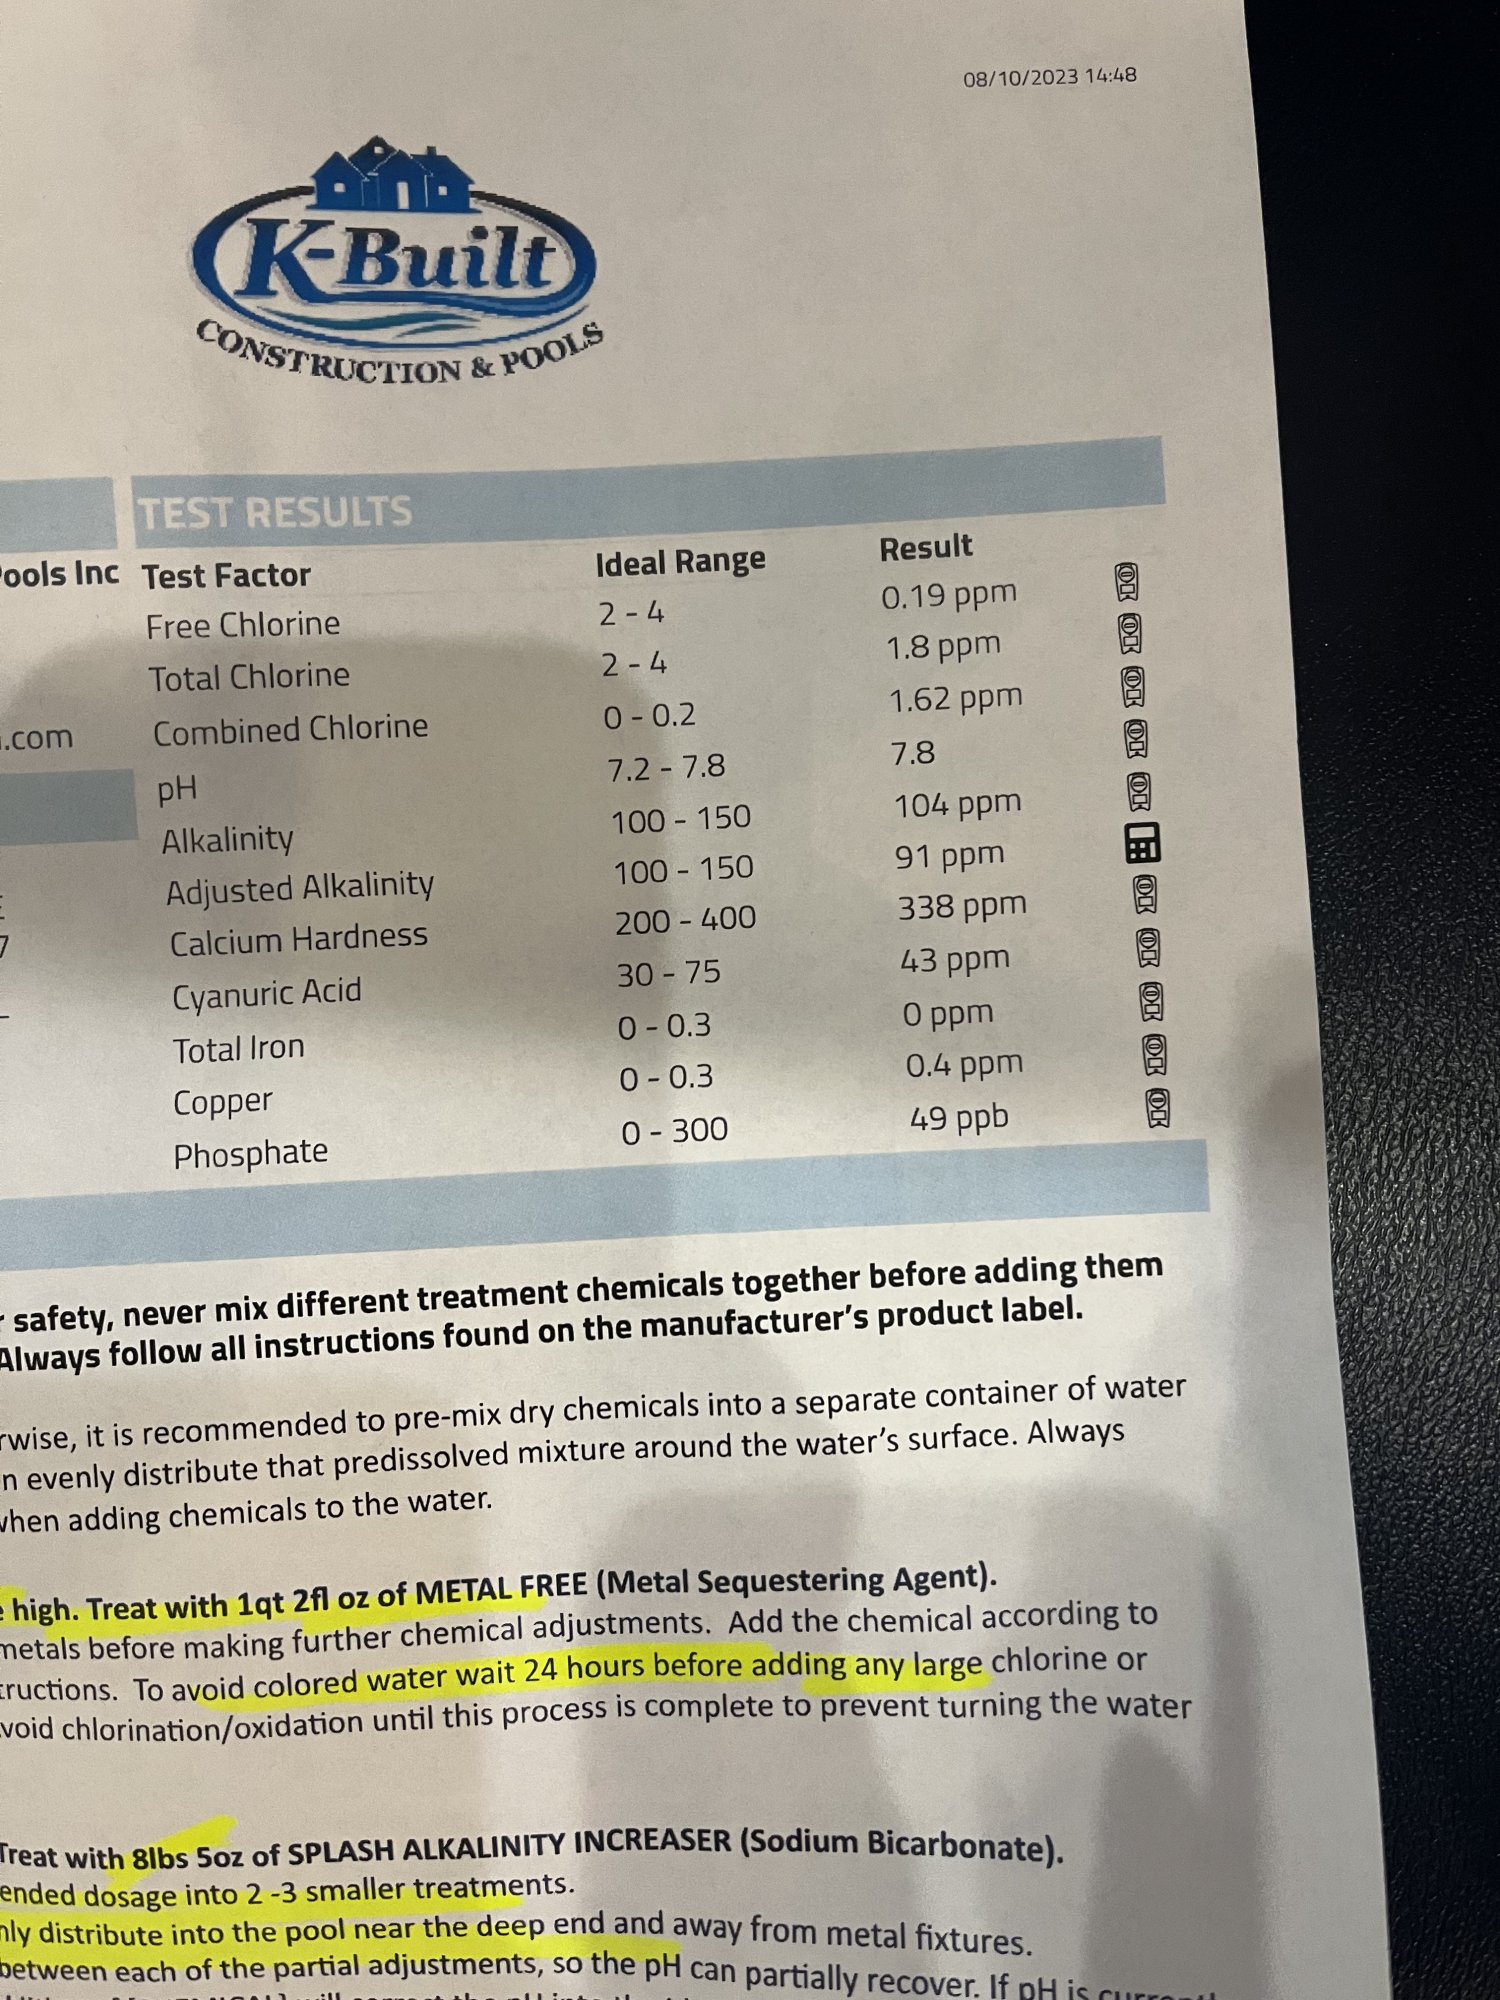 08/10/2023 14:48
K-Built
CONSTRUCTION & POOLS
TEST RESULTS
ools Inc Test Factor Ideal Range Result
Free Chlorine 2 - 4 0.19 ppm
Total Chlorine 2 - 4 1.8 ppm
Combined Chlorine 0 - 0.2 1.62 ppm
.com
pH 7.2 - 7.8 7.8
Alkalinity 100 - 150 104 ppm
Adjusted Alkalinity 100 - 150 91 ppm
7 Calcium Hardness 200 - 400 338 ppm
Cyanuric Acid 30 - 75 43 ppm
Total Iron 0 - 0.3 0 ppm
Copper 0 - 0.3 0.4 ppm
Phosphate 0 - 300 49 ppb
r safety, never mix different treatment chemicals together before adding them
Always follow all instructions found on the manufacturer's product label.
rwise, it is recommended to pre-mix dry chemicals into a separate container of water
n evenly distribute that predissolved mixture around the water's surface. Always
when adding chemicals to the water.
e high. Treat with 1qt 2fl oz of METAL FREE (Metal Sequestering Agent).
metals before making further chemical adjustments. Add the chemical according to
tructions. To avoid colored water wait 24 hours before adding any large chlorine or
void chlorination/oxidation until this process is complete to prevent turning the water
Treat with 8lbs 5oz of SPLASH ALKALINITY INCREASER (Sodium Bicarbonate).
ended dosage into 2 -3 smaller treatments.
nly distribute into the pool near the deep end and away from metal fixtures.
between each of the partial adjustments, so the pH can partially recover. If pH is